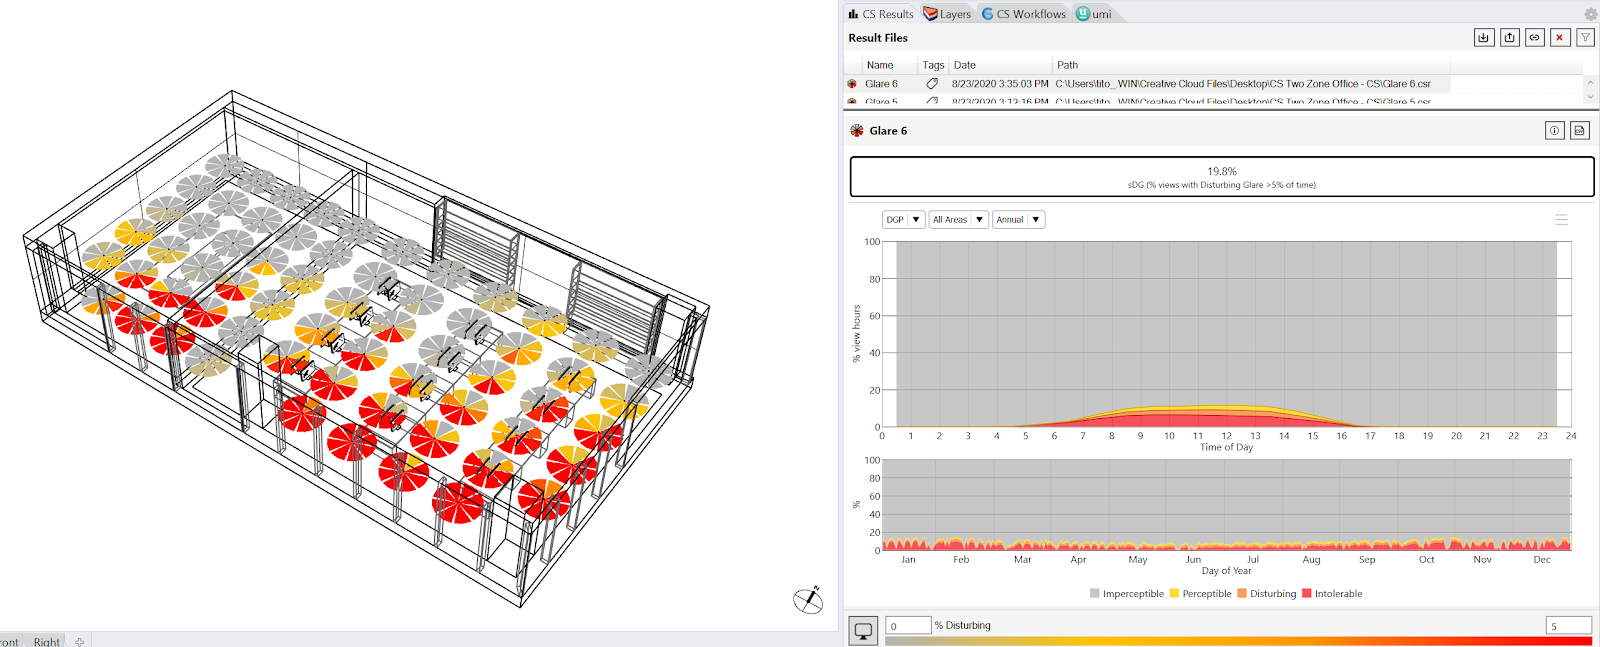 CS Results Layers CS Workflows umi
Result Files
Name Tags Date Path
Glare 6 8/23/2020 3:35:03 PM C:\Users\tito_WIN\Creative Cloud Files\Desktop\CS Two Zone Office - CS\Glare 6.csr
Glare 5 8/23/2020 3:12:16 PM C:\Users\tito_WIN\Creative Cloud Files\Desktop\CS Two Zone Office - CS\Glare 5.csr
Glare 6
19.8%
sDG (% views with Disturbing Glare >5% of time)
DGP All Areas Annual
100
80
60
40
20
0
% view hours
0 1 2 3 4 5 6 7 8 9 10 11 12 13 14 15 16 17 18 19 20 21 22 23 24
Time of Day
100
80
60
40
20
0
%
Jan Feb Mar Apr May Jun Jul Aug Sep Oct Nov Dec
Day of Year
Imperceptible Perceptible Disturbing Intolerable
0 % Disturbing 5
N
ront Right